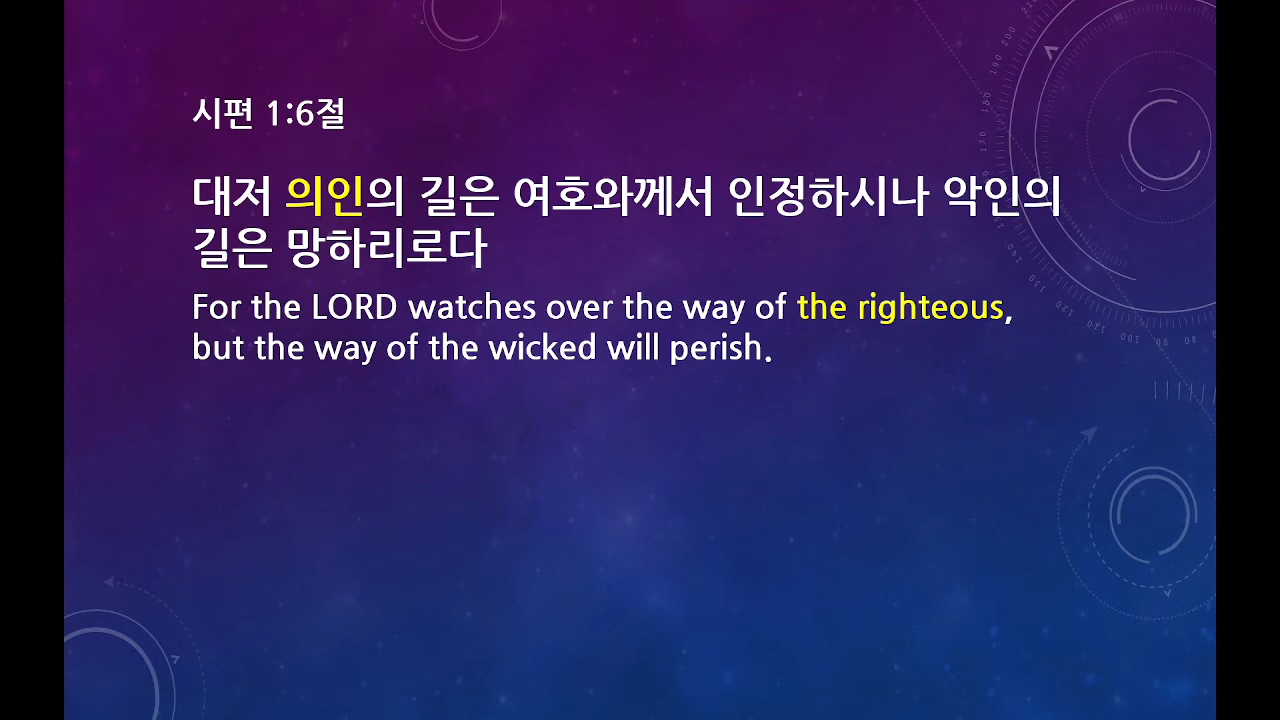 시편 1:6절
대저 의인의 길은 여호와께서 인정하시나 악인의
길은 망하리로다
For the LORD watches over the way of the righteous,
but the way of the wicked will perish.